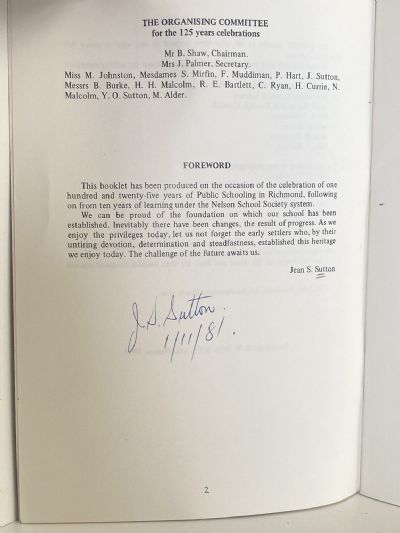 THE ORGANISING COMMITTEE
for the 125 years celebrations
Mr B. Shaw, Chairman.
Mrs J. Palmer, Secretary.
Miss M. Johnston, Mesdames S. Mirfin, F. Muddiman, P. Hart, J. Sutton,
Messrs B. Burke, H. H. Malcolm, R. E. Bartlett, C. Ryan, H. Currie, N.
Malcolm, Y. O. Sutton, M. Alder.
FOREWORD
This booklet has been produced on the occasion of the celebration of one
hundred and twenty-five years of Public Schooling in Richmond, following
on from ten years of learning under the Nelson School Society system.
We can be proud of the foundation on which our school has been
established. Inevitably there have been changes, the result of progress. As we
enjoy the privileges today, let us not forget the early settlers who, by their
untiring devotion, determination and steadfastness, established this heritage
we enjoy today. The challenge of the future awaits us.
Jean S. Sutton
J. S. Sutton.
1/11/81.
2